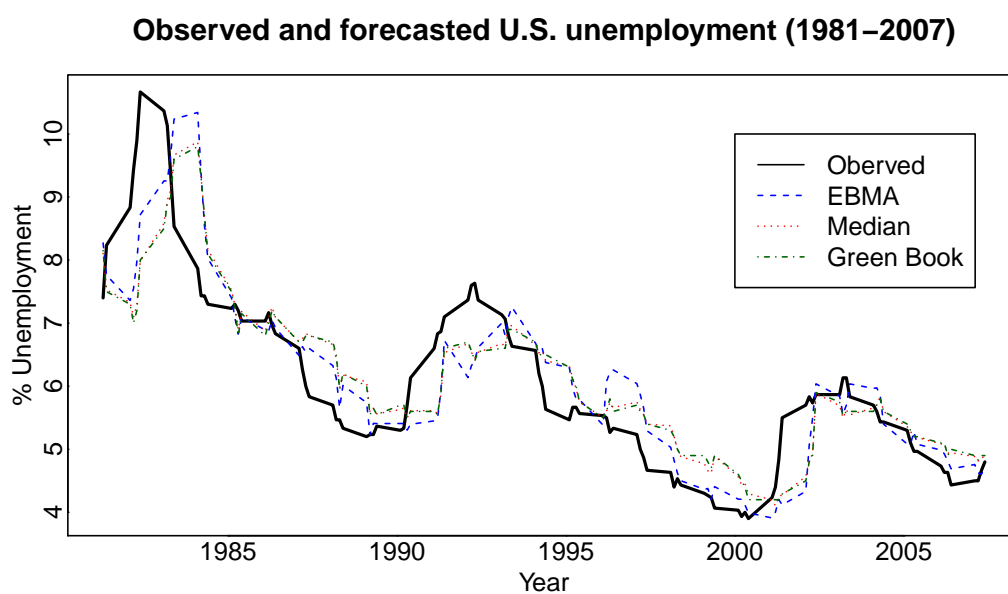 Observed and forecasted U.S. unemployment (1981−2007)
10
9
8
7
6
5
4
% Unemployment
Oberved
EBMA
Median
Green Book
1985 1990 1995 2000 2005
Year